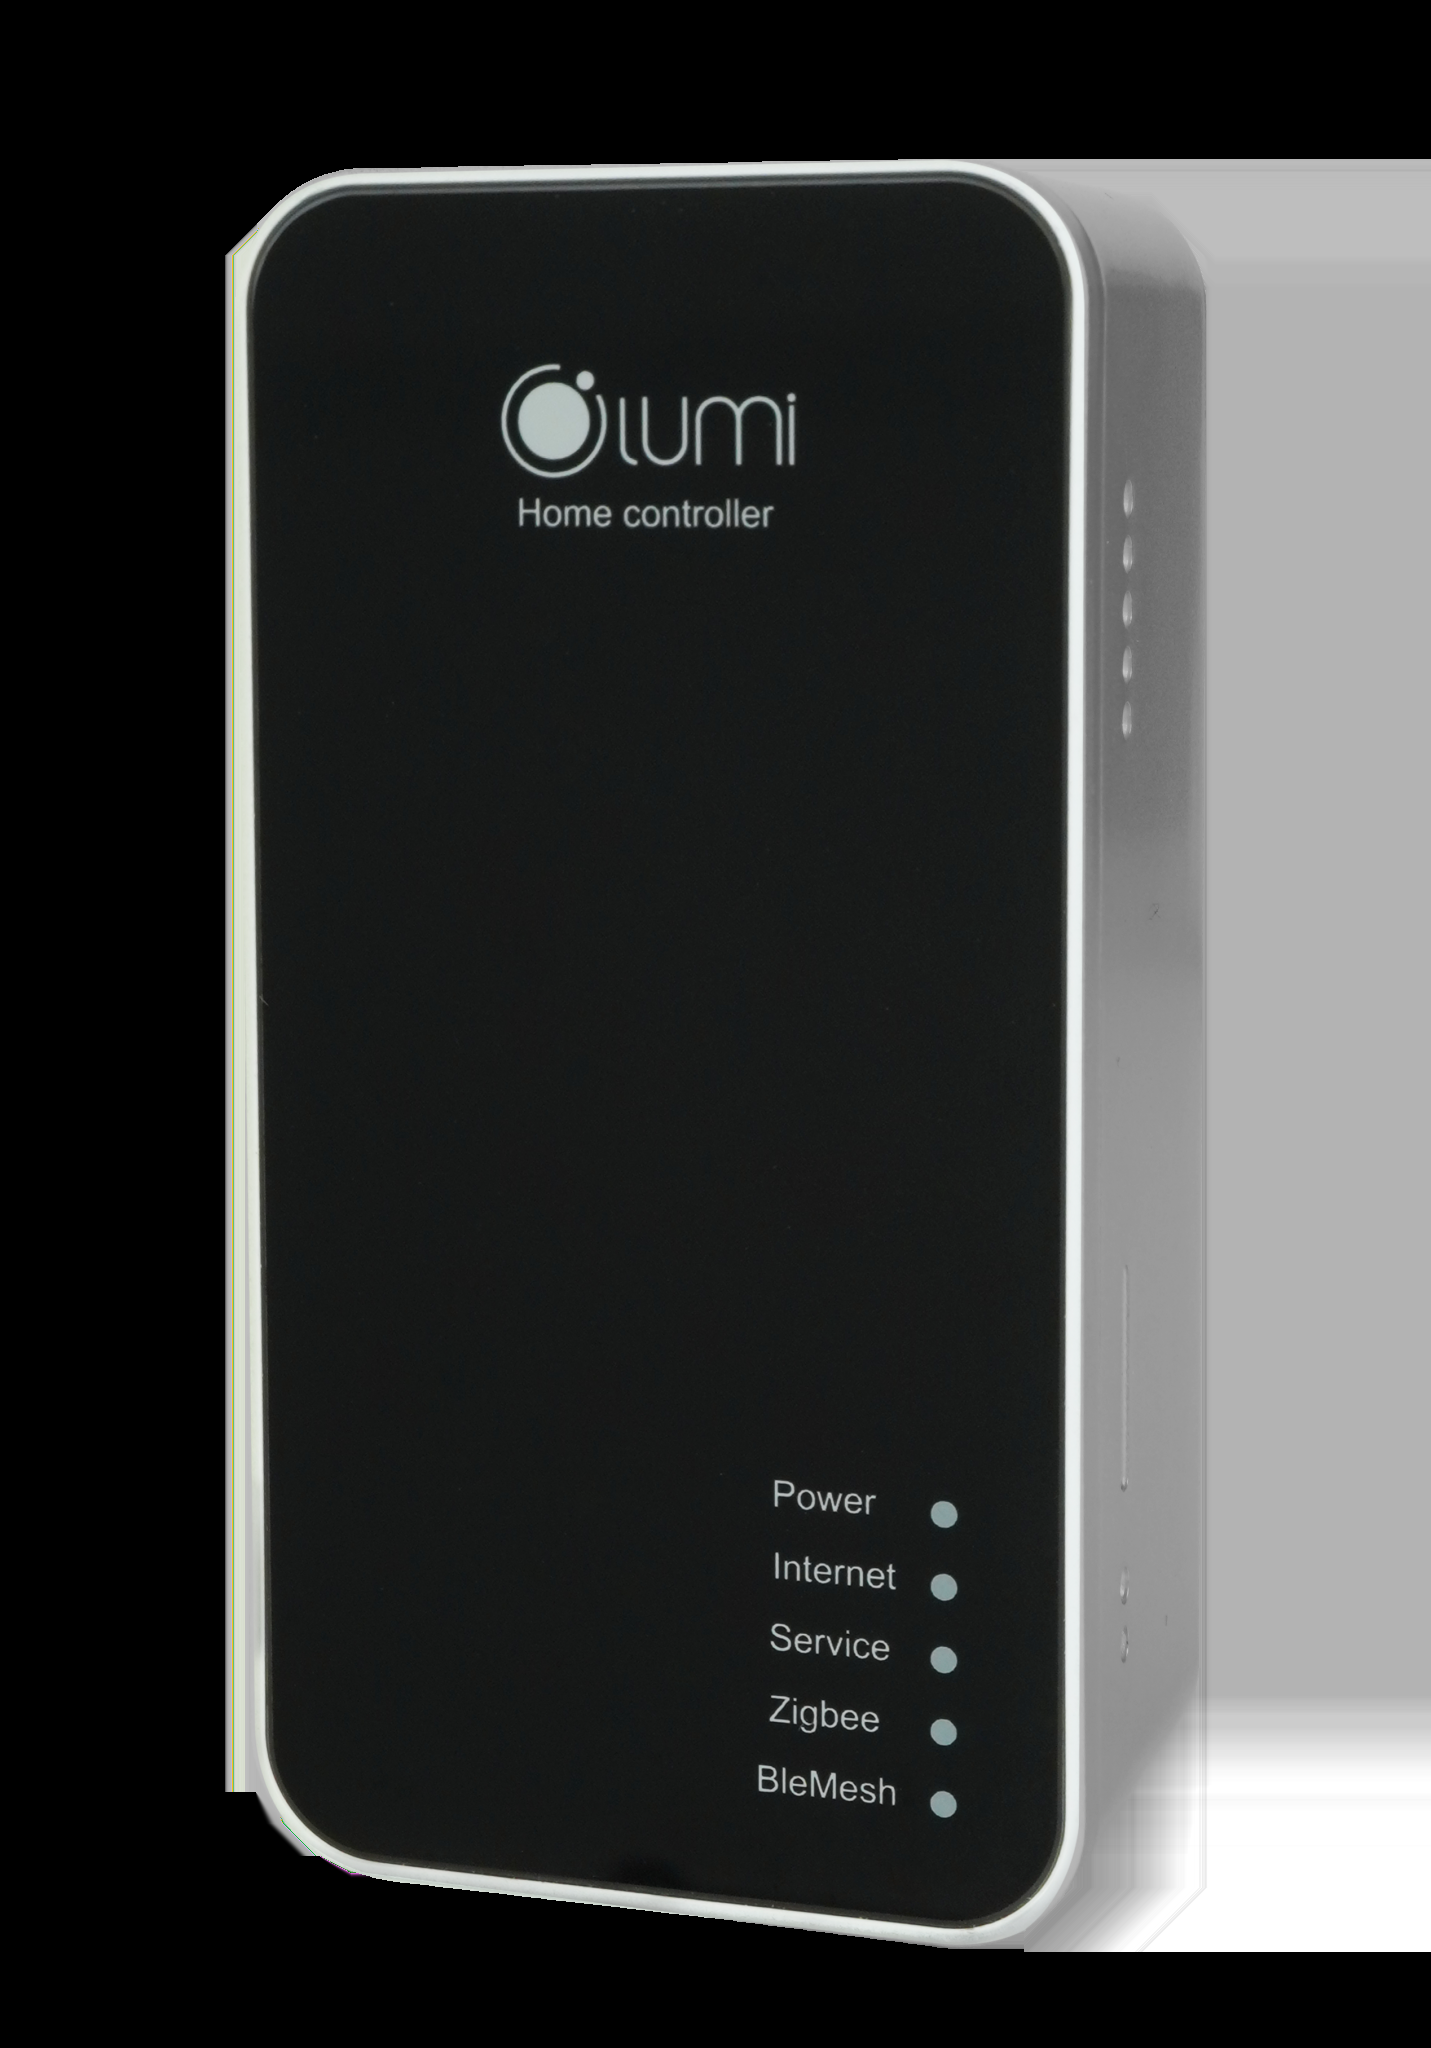 lumi
Home controller
Power
Internet
Service
Zigbee
BleMesh